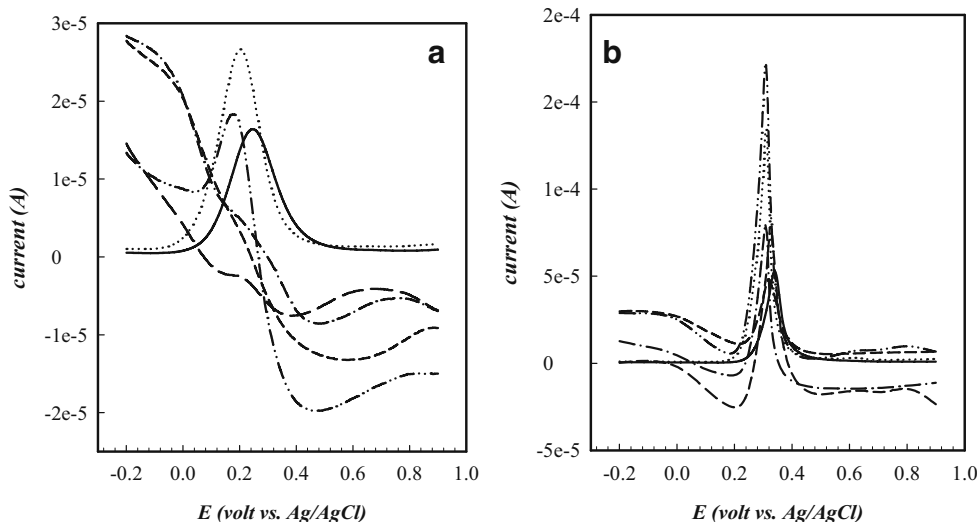 a
3e-5
2e-5
1e-5
0
-1e-5
-2e-5
current (A)
-0.2 0.0 0.2 0.4 0.6 0.8 1.0
E (volt vs. Ag/AgCl)
b
2e-4
2e-4
1e-4
5e-5
0
-5e-5
current (A)
-0.2 0.0 0.2 0.4 0.6 0.8 1.0
E (volt vs. Ag/AgCl)